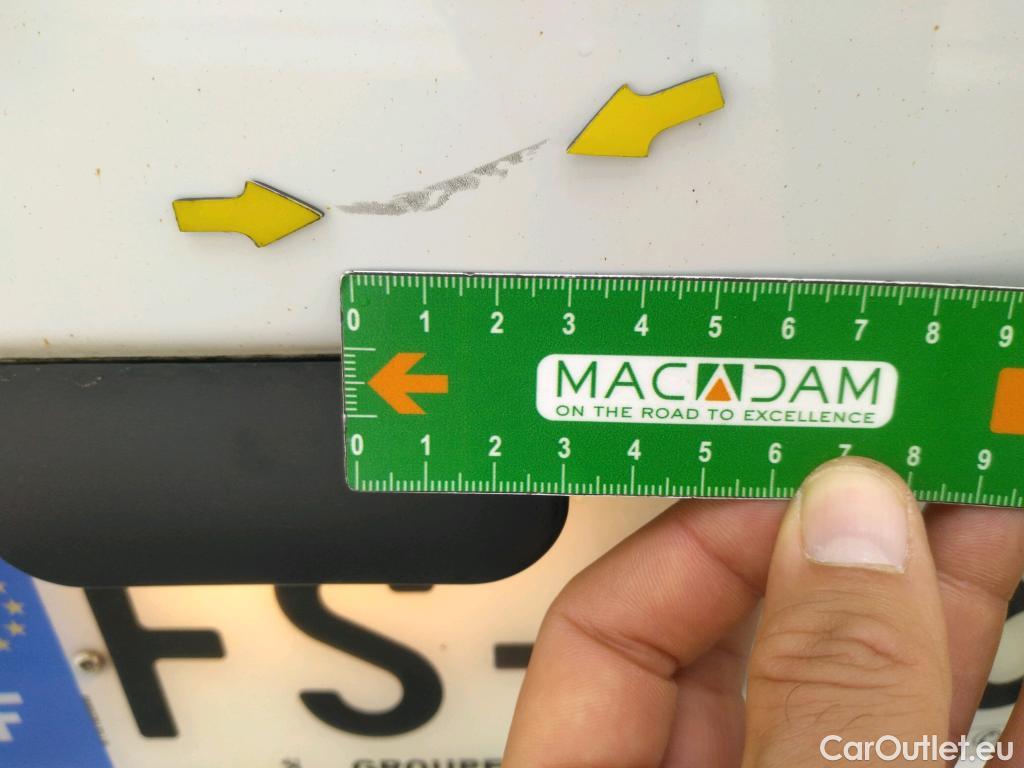 0 1 2 3 4 5 6 7 8 9
MACADAM
ON THE ROAD TO EXCELLENCE
0 1 2 3 4 5 6 7 8 9
FS-
GROUPE
CarOutlet.eu